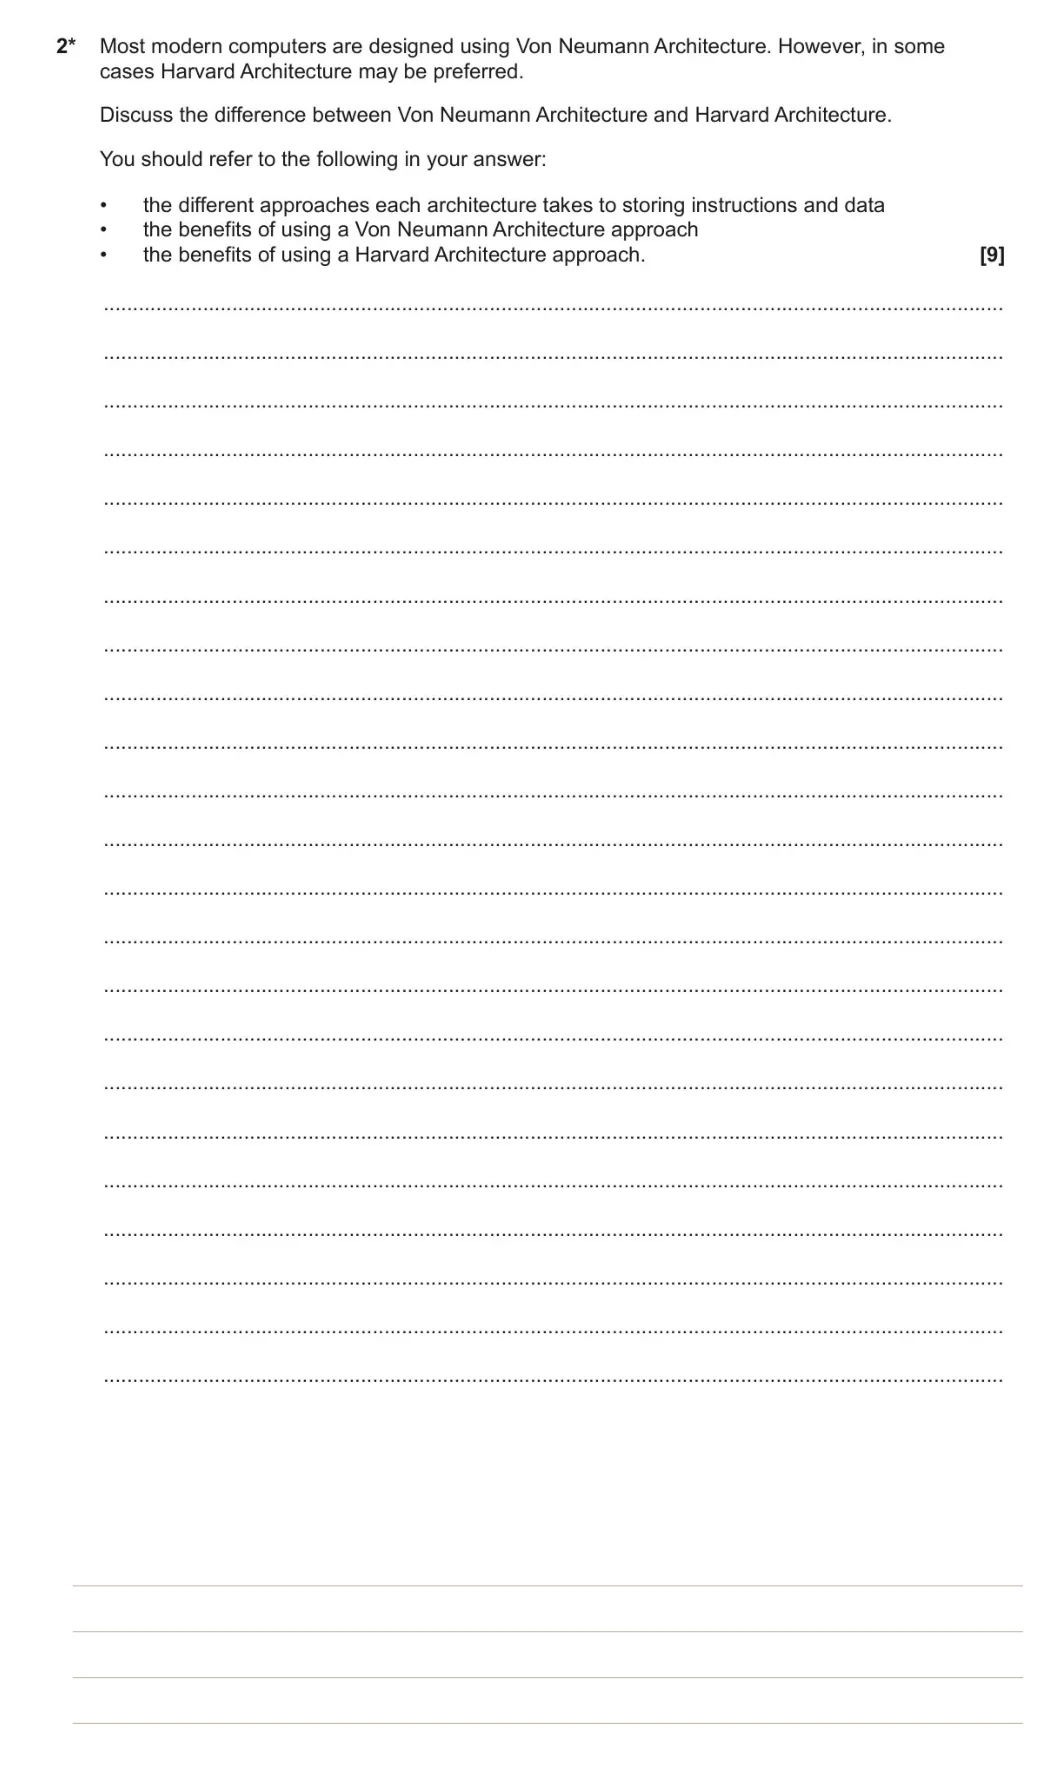 2* Most modern computers are designed using Von Neumann Architecture. However, in some
cases Harvard Architecture may be preferred.
Discuss the difference between Von Neumann Architecture and Harvard Architecture.
You should refer to the following in your answer:
• the different approaches each architecture takes to storing instructions and data
• the benefits of using a Von Neumann Architecture approach
• the benefits of using a Harvard Architecture approach. [9]